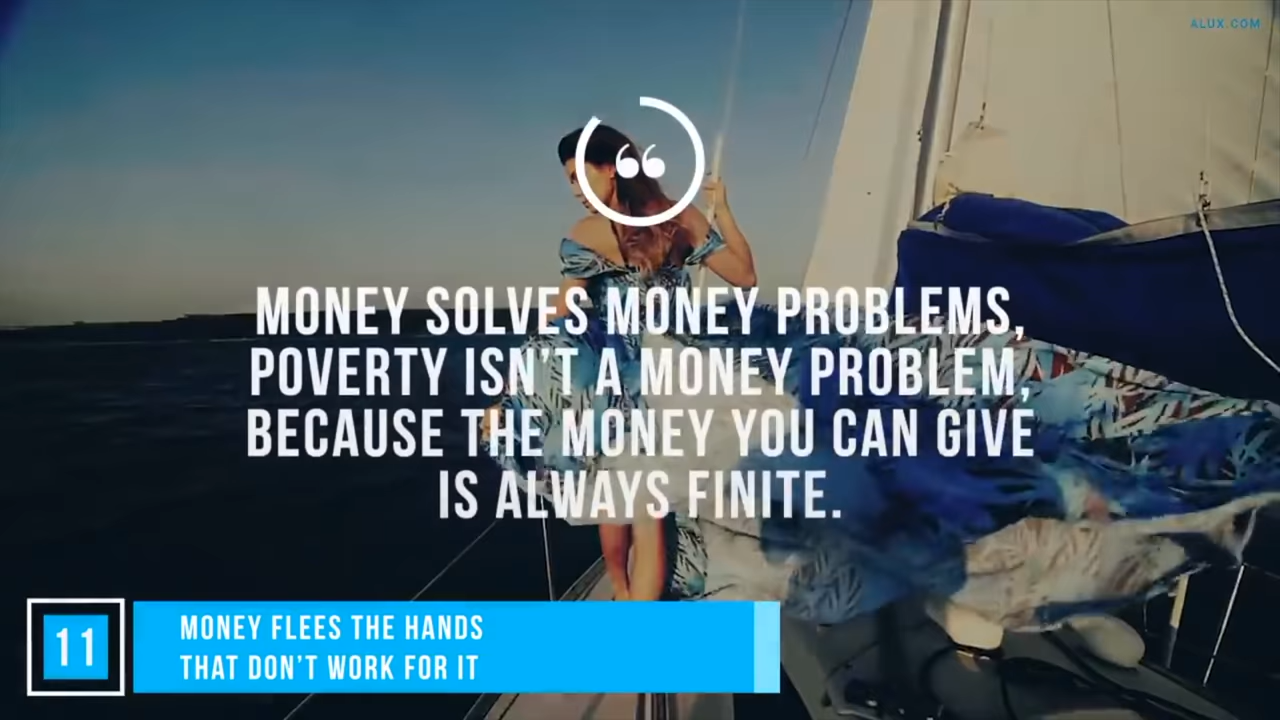 ALUX.COM
“
MONEY SOLVES MONEY PROBLEMS,
POVERTY ISN'T A MONEY PROBLEM,
BECAUSE THE MONEY YOU CAN GIVE
IS ALWAYS FINITE.
11
MONEY FLEES THE HANDS
THAT DON'T WORK FOR IT